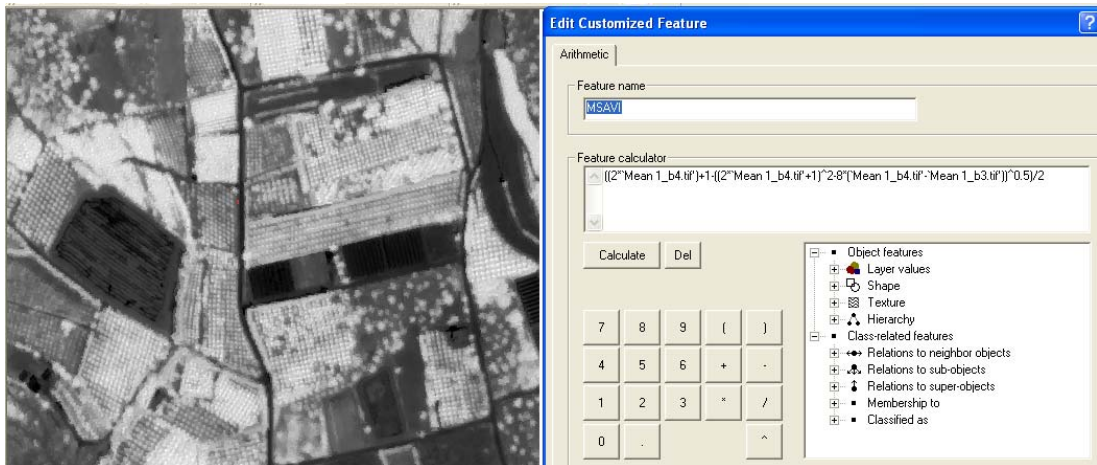 Edit Customized Feature
?
Arithmetic
Feature name
MSAVI
Feature calculator
((2*'Mean 1_b4.tif')+1-((2*'Mean 1_b4.tif'+1)^2-8*('Mean 1_b4.tif'-'Mean 1_b3.tif'))^0.5)/2
Calculate Del
7 8 9 ( )
4 5 6 + -
1 2 3 * /
0 . ^
Object features
Layer values
Shape
Texture
Hierarchy
Class-related features
Relations to neighbor objects
Relations to sub-objects
Relations to super-objects
Membership to
Classified as